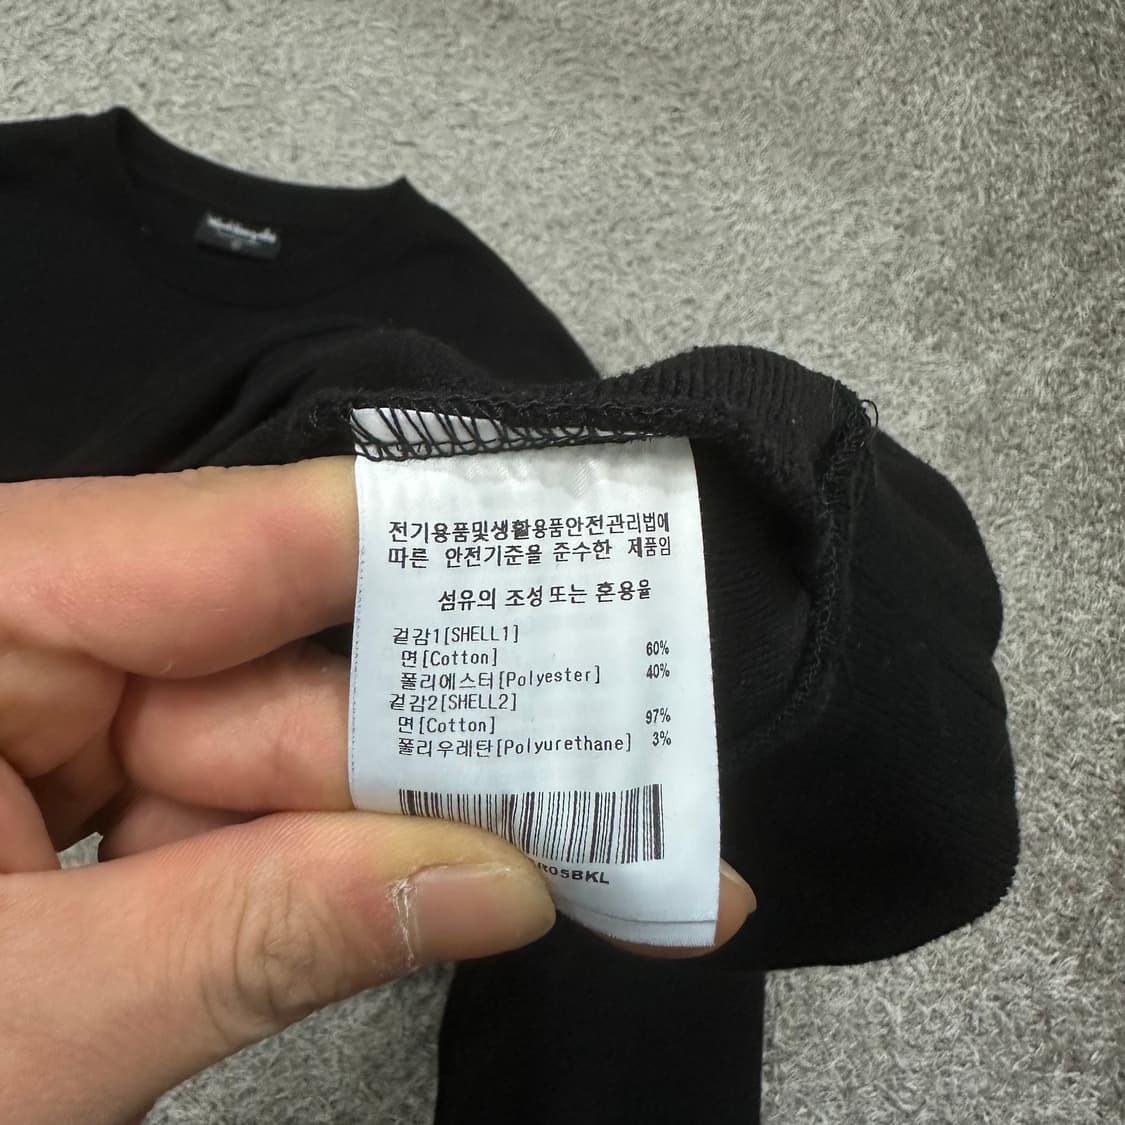 전기용품및생활용품안전관리법에
따른 안전기준을 준수한 제품임
섬유의 조성 또는 혼용율
겉감1[SHELL1]
면[Cotton] 60%
폴리에스터[Polyester] 40%
겉감2[SHELL2]
면[Cotton] 97%
폴리우레탄[Polyurethane] 3%